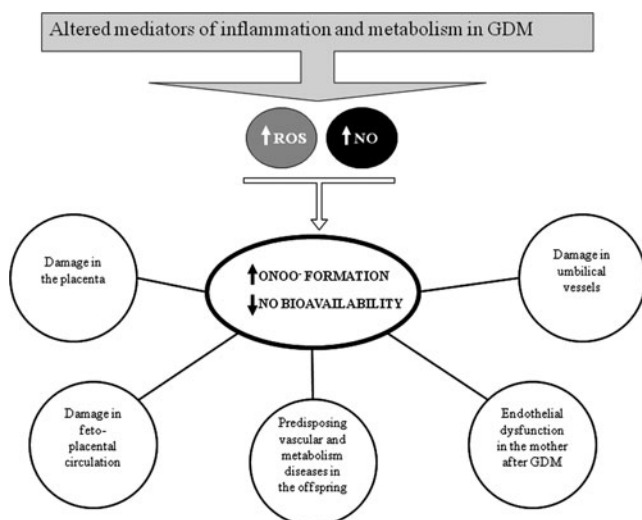 Altered mediators of inflammation and metabolism in GDM
↑ROS
↑NO
↑ONOO⁻ FORMATION
↓NO BIOAVAILABILITY
Damage in
the placenta
Damage in
umbilical
vessels
Damage in
feto-
placental
circulation
Predisposing
vascular and
metabolism
diseases in
the offspring
Endothelial
dysfunction
in the mother
after GDM